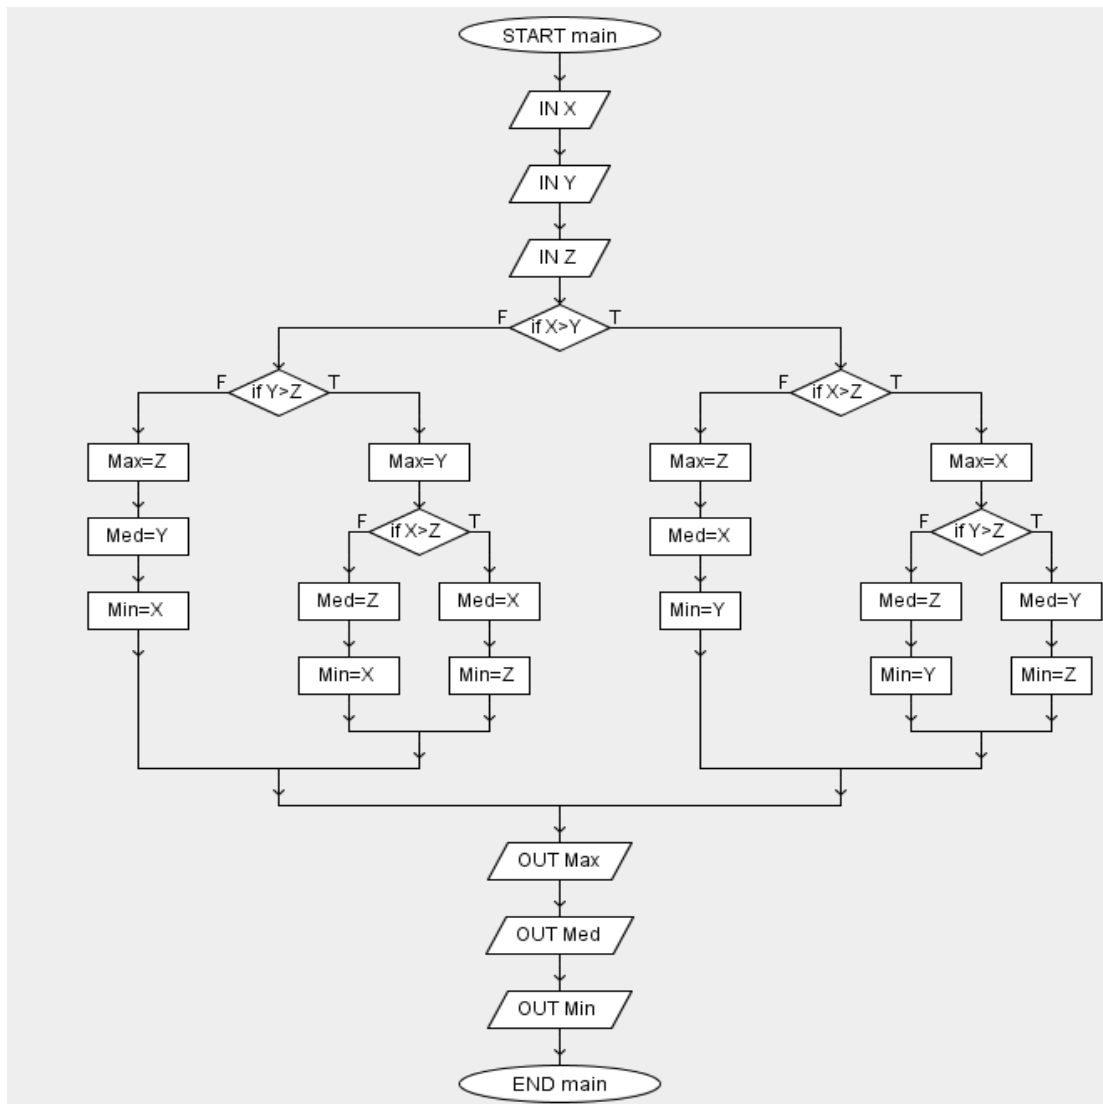 START main
IN X
IN Y
IN Z
F
if X>Y
T
F
if Y>Z
T
F
if X>Z
T
Max=Z
Max=Y
Max=Z
Max=X
Med=Y
F
if X>Z
T
Med=X
F
if Y>Z
T
Min=X
Med=Z
Med=X
Min=Y
Med=Z
Med=Y
Min=X
Min=Z
Min=Y
Min=Z
OUT Max
OUT Med
OUT Min
END main